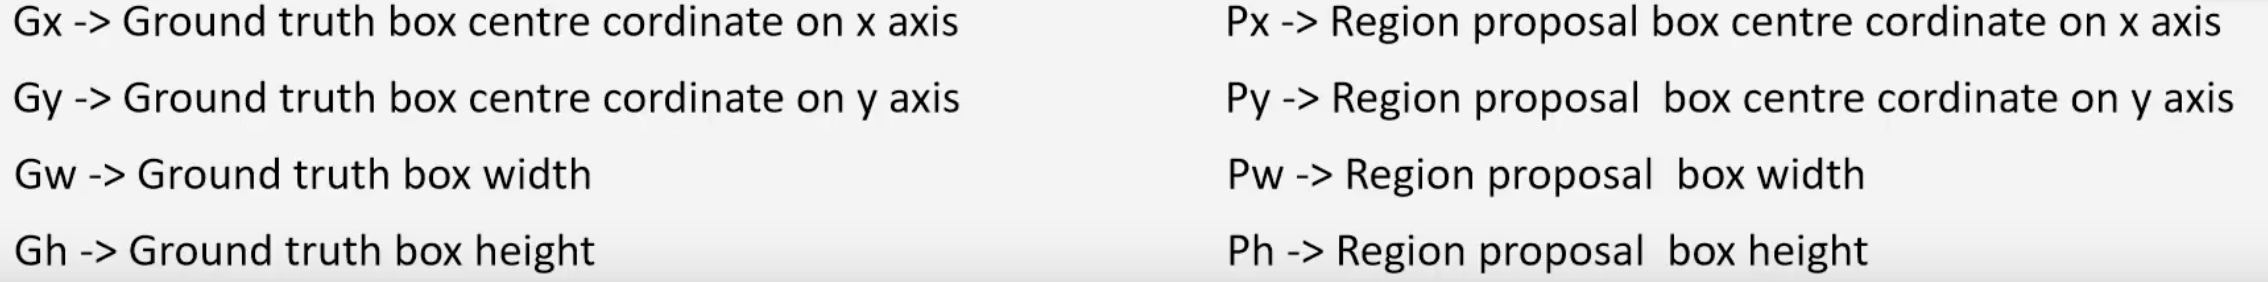 Gx -> Ground truth box centre cordinate on x axis
Gy -> Ground truth box centre cordinate on y axis
Gw -> Ground truth box width
Gh -> Ground truth box height
Px -> Region proposal box centre cordinate on x axis
Py -> Region proposal box centre cordinate on y axis
Pw -> Region proposal box width
Ph -> Region proposal box height